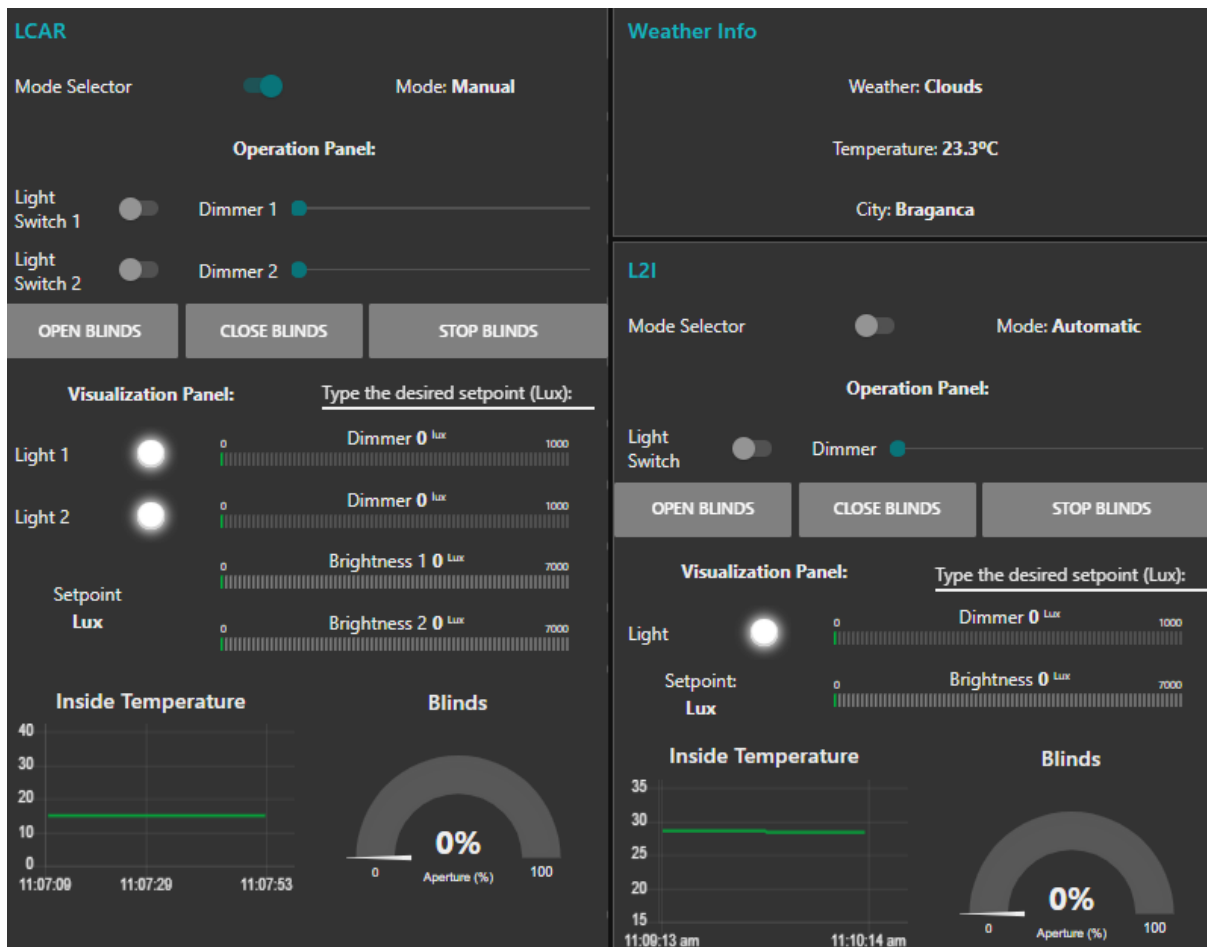 LCAR
Mode Selector
Mode: Manual
Operation Panel:
Light
Switch 1
Dimmer 1
Light
Switch 2
Dimmer 2
OPEN BLINDS
CLOSE BLINDS
STOP BLINDS
Visualization Panel:
Type the desired setpoint (Lux):
Light 1
Dimmer 0 lux
0
1000
Light 2
Dimmer 0 lux
0
1000
Brightness 1 0 Lux
0
7000
Setpoint
Lux
Brightness 2 0 Lux
0
7000
Inside Temperature
40
30
20
10
0
11:07:09
11:07:29
11:07:53
Blinds
0%
Aperture (%)
0
100
Weather Info
Weather: Clouds
Temperature: 23.3ºC
City: Braganca
L2I
Mode Selector
Mode: Automatic
Operation Panel:
Light
Switch
Dimmer
OPEN BLINDS
CLOSE BLINDS
STOP BLINDS
Visualization Panel:
Type the desired setpoint (Lux):
Light
Dimmer 0 Lux
0
1000
Setpoint:
Lux
Brightness 0 Lux
0
7000
Inside Temperature
35
30
25
20
15
11:09:13 am
11:10:14 am
Blinds
0%
Aperture (%)
0
100